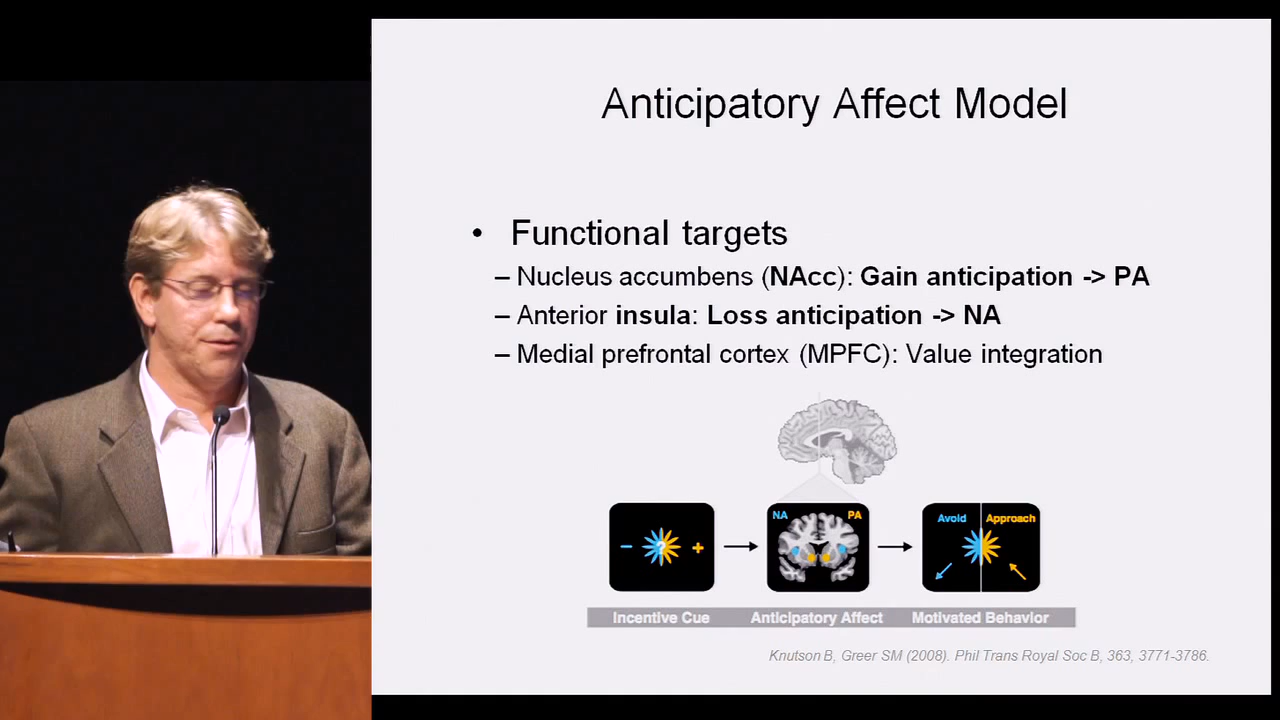 Anticipatory Affect Model
• Functional targets
– Nucleus accumbens (NAcc): Gain anticipation -> PA
– Anterior insula: Loss anticipation -> NA
– Medial prefrontal cortex (MPFC): Value integration
NA PA
Avoid Approach
− ? +
Incentive Cue Anticipatory Affect Motivated Behavior
Knutson B, Greer SM (2008). Phil Trans Royal Soc B, 363, 3771-3786.